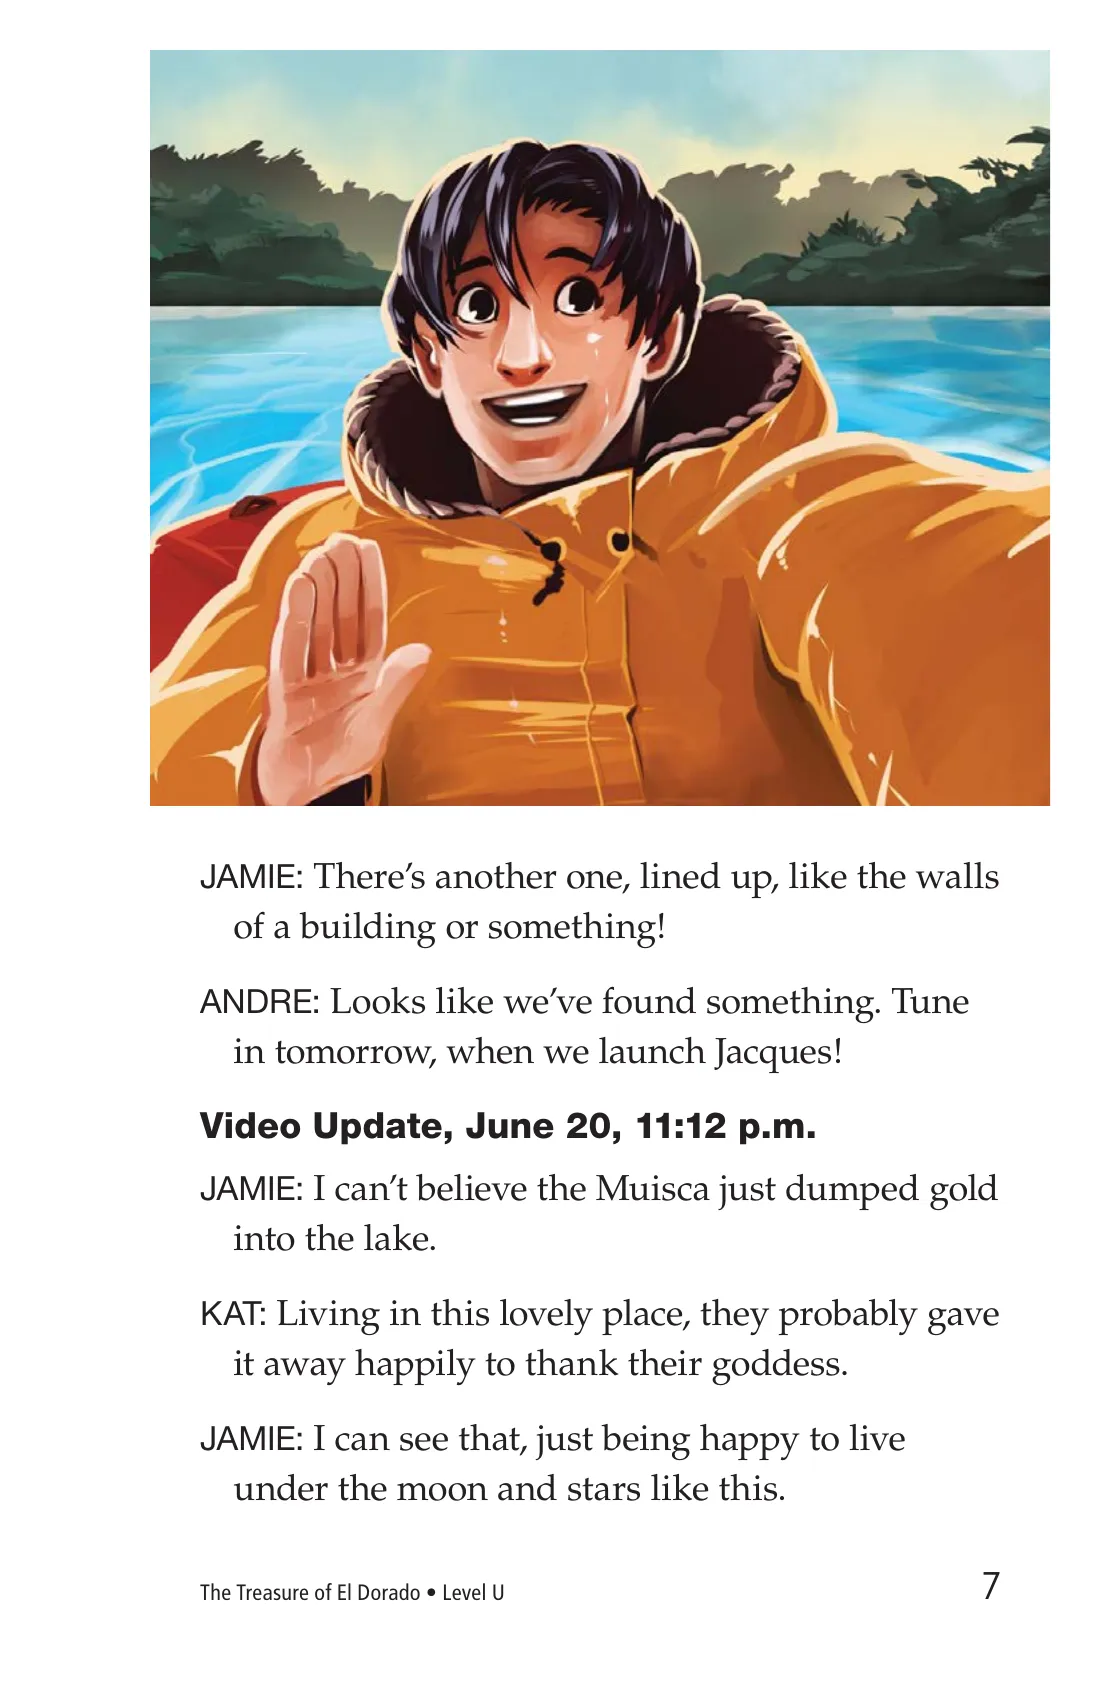 JAMIE: There’s another one, lined up, like the walls
of a building or something!
ANDRE: Looks like we’ve found something. Tune
in tomorrow, when we launch Jacques!
Video Update, June 20, 11:12 p.m.
JAMIE: I can’t believe the Muisca just dumped gold
into the lake.
KAT: Living in this lovely place, they probably gave
it away happily to thank their goddess.
JAMIE: I can see that, just being happy to live
under the moon and stars like this.
The Treasure of El Dorado • Level U
7